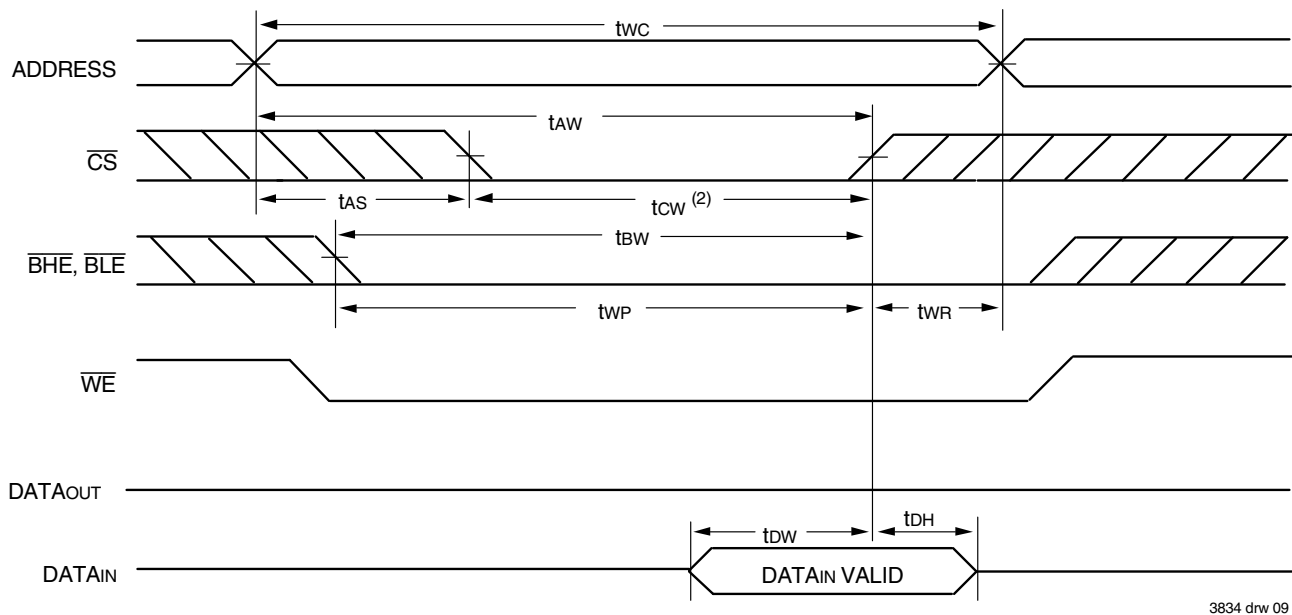 tWC
ADDRESS
tAW
CS
tAS
tCW (2)
tBW
BHE, BLE
tWP
tWR
WE
DATAOUT
tDW
tDH
DATAIN
DATAIN VALID
3834 drw 09